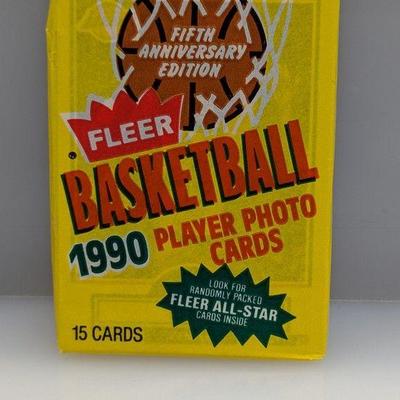 FIFTH
ANNIVERSARY
EDITION
FLEER
BASKETBALL
1990 PLAYER PHOTO
CARDS
LOOK FOR
RANDOMLY PACKED
FLEER ALL-STAR
CARDS INSIDE
15 CARDS